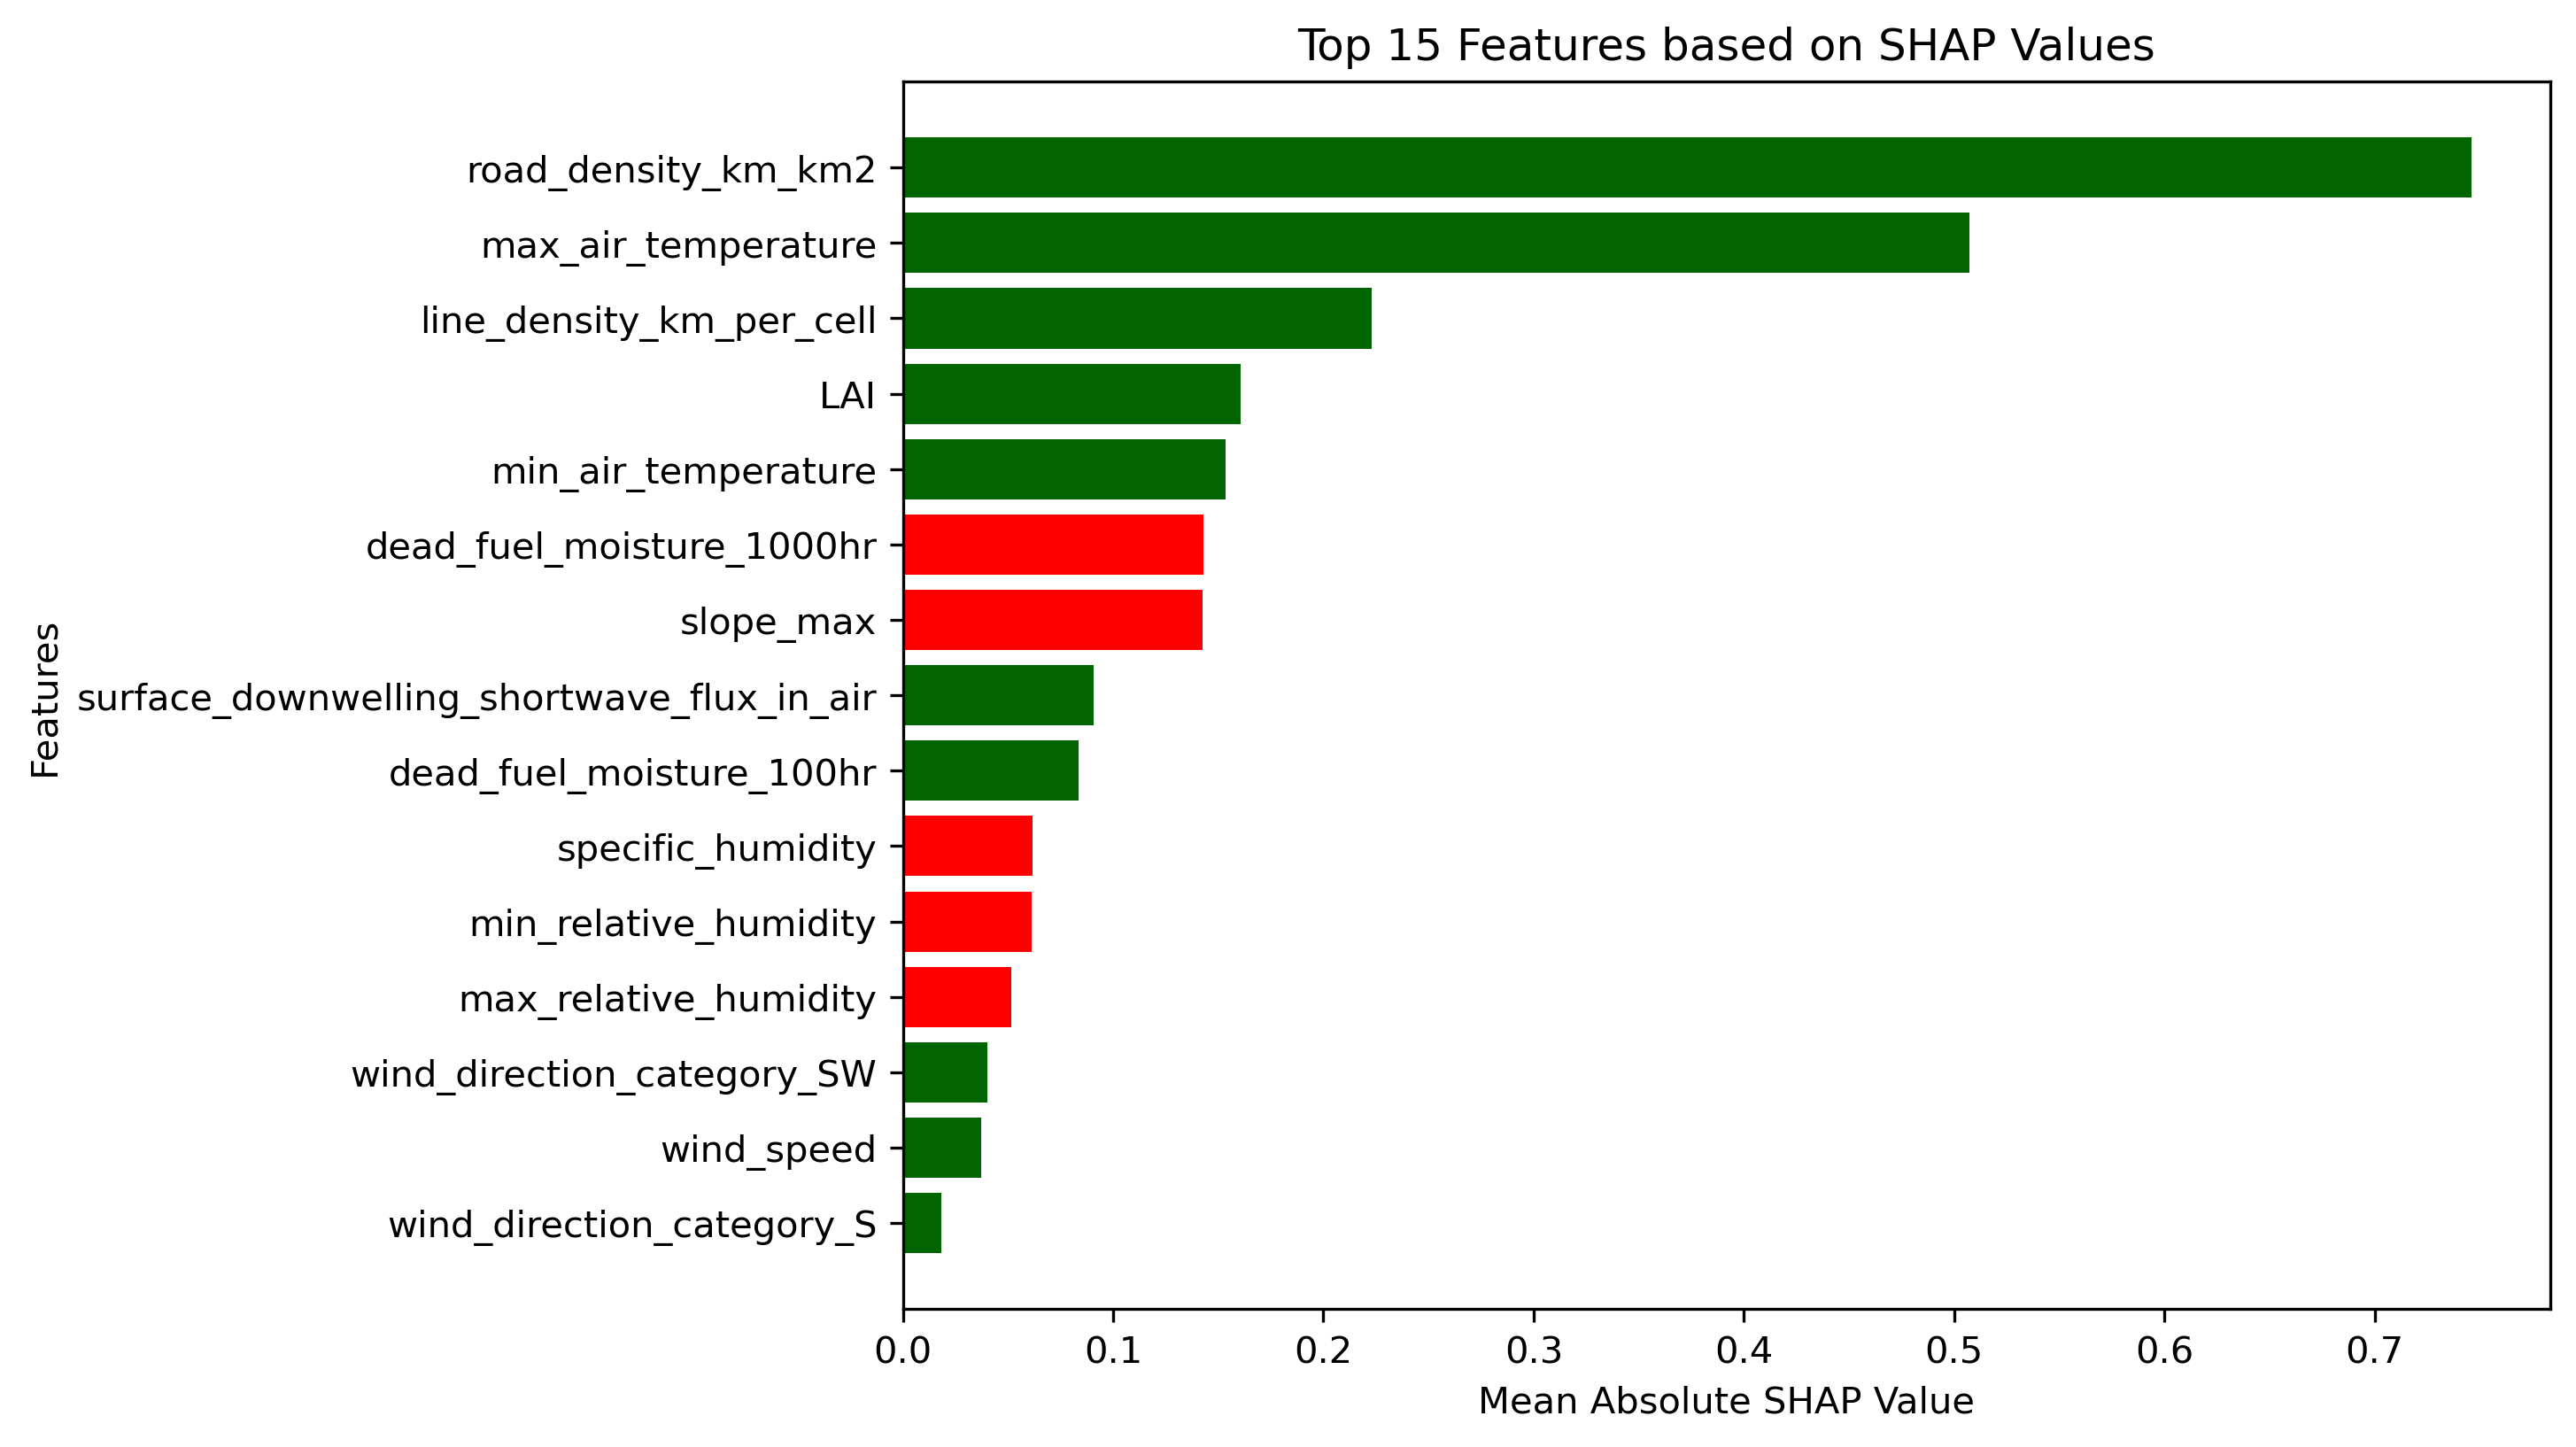 Top 15 Features based on SHAP Values
Features
road_density_km_km2
max_air_temperature
line_density_km_per_cell
LAI
min_air_temperature
dead_fuel_moisture_1000hr
slope_max
surface_downwelling_shortwave_flux_in_air
dead_fuel_moisture_100hr
specific_humidity
min_relative_humidity
max_relative_humidity
wind_direction_category_SW
wind_speed
wind_direction_category_S
0.0 0.1 0.2 0.3 0.4 0.5 0.6 0.7
Mean Absolute SHAP Value